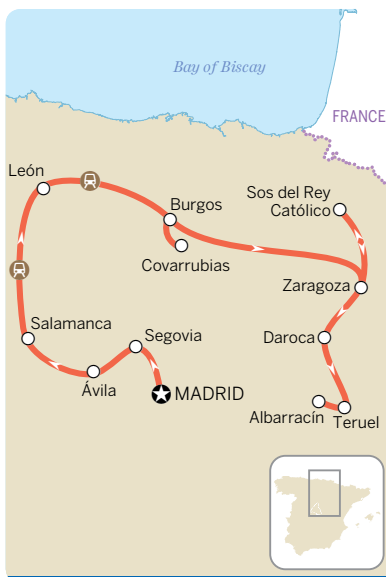 Bay of Biscay
FRANCE
León
Sos del Rey
Católico
Burgos
Covarrubias
Zaragoza
Salamanca
Segovia
Daroca
Ávila
MADRID
Albarracín
Teruel